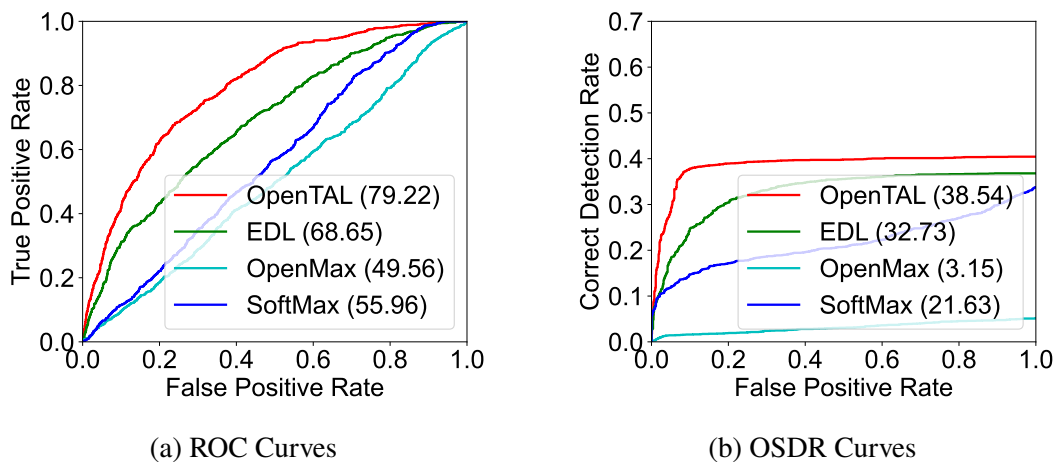 1.0
0.8
0.6
0.4
0.2
0.0
True Positive Rate
OpenTAL (79.22)
EDL (68.65)
OpenMax (49.56)
SoftMax (55.96)
0.0 0.2 0.4 0.6 0.8 1.0
False Positive Rate
(a) ROC Curves
0.7
0.6
0.5
0.4
0.3
0.2
0.1
0.0
Correct Detection Rate
OpenTAL (38.54)
EDL (32.73)
OpenMax (3.15)
SoftMax (21.63)
0.0 0.2 0.4 0.6 0.8 1.0
False Positive Rate
(b) OSDR Curves